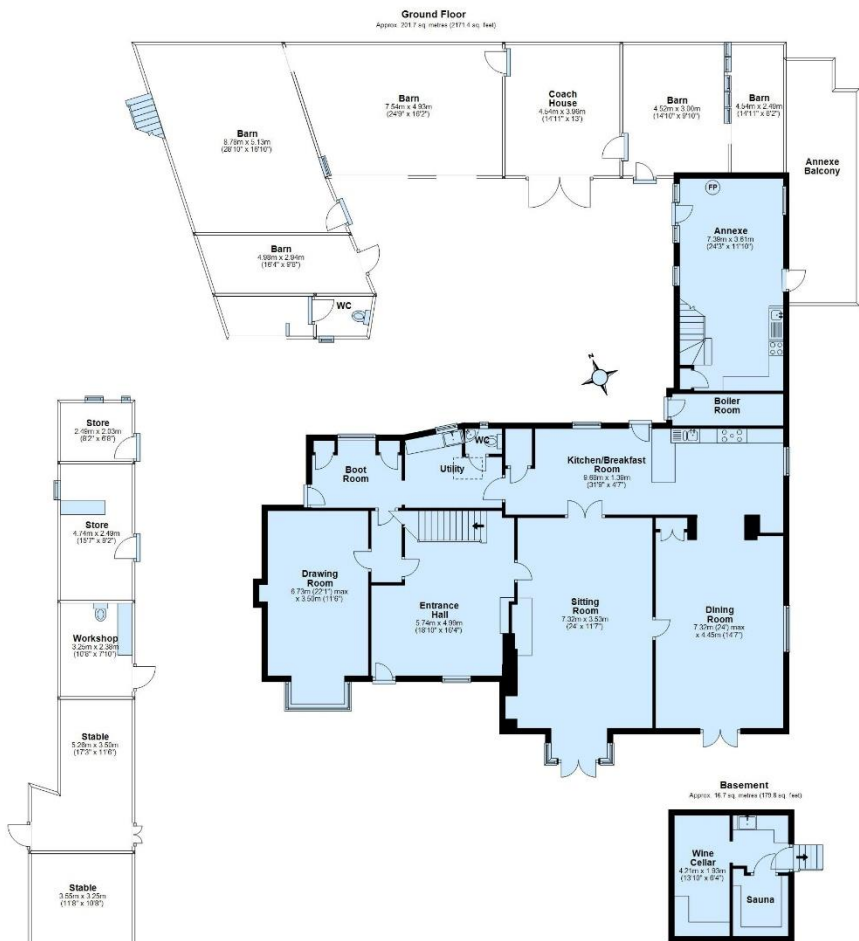 Ground Floor
Approx. 201.7 sq. metres (2171.4 sq. feet)
Barn
8.78m x 5.13m
(28'10" x 16'10")
Barn
7.54m x 4.93m
(24'9" x 16'2")
Coach
House
4.54m x 3.96m
(14'11" x 13')
Barn
4.52m x 3.00m
(14'10" x 9'10")
Barn
4.54m x 2.49m
(14'11" x 8'2")
Annexe
Balcony
Barn
4.98m x 2.94m
(16'4" x 9'8")
WC
FP
Annexe
7.39m x 3.61m
(24'3" x 11'10")
N
Boiler
Room
Store
2.49m x 2.03m
(8'2" x 6'8")
Store
4.74m x 2.49m
(15'7" x 8'2")
Workshop
3.25m x 2.38m
(10'8" x 7'10")
Stable
5.26m x 3.50m
(17'3" x 11'6")
Stable
3.55m x 3.25m
(11'8" x 10'8")
Boot
Room
Utility
WC
Kitchen/Breakfast
Room
9.68m x 1.39m
(31'9" x 4'7")
Drawing
Room
6.73m (22'1") max
x 3.50m (11'6")
Entrance
Hall
5.74m x 4.99m
(18'10" x 16'4")
Sitting
Room
7.32m x 3.53m
(24' x 11'7")
Dining
Room
7.32m (24') max
x 4.45m (14'7")
Basement
Approx. 16.7 sq. metres (179.8 sq. feet)
Wine
Cellar
4.21m x 1.93m
(13'10" x 6'4")
Sauna